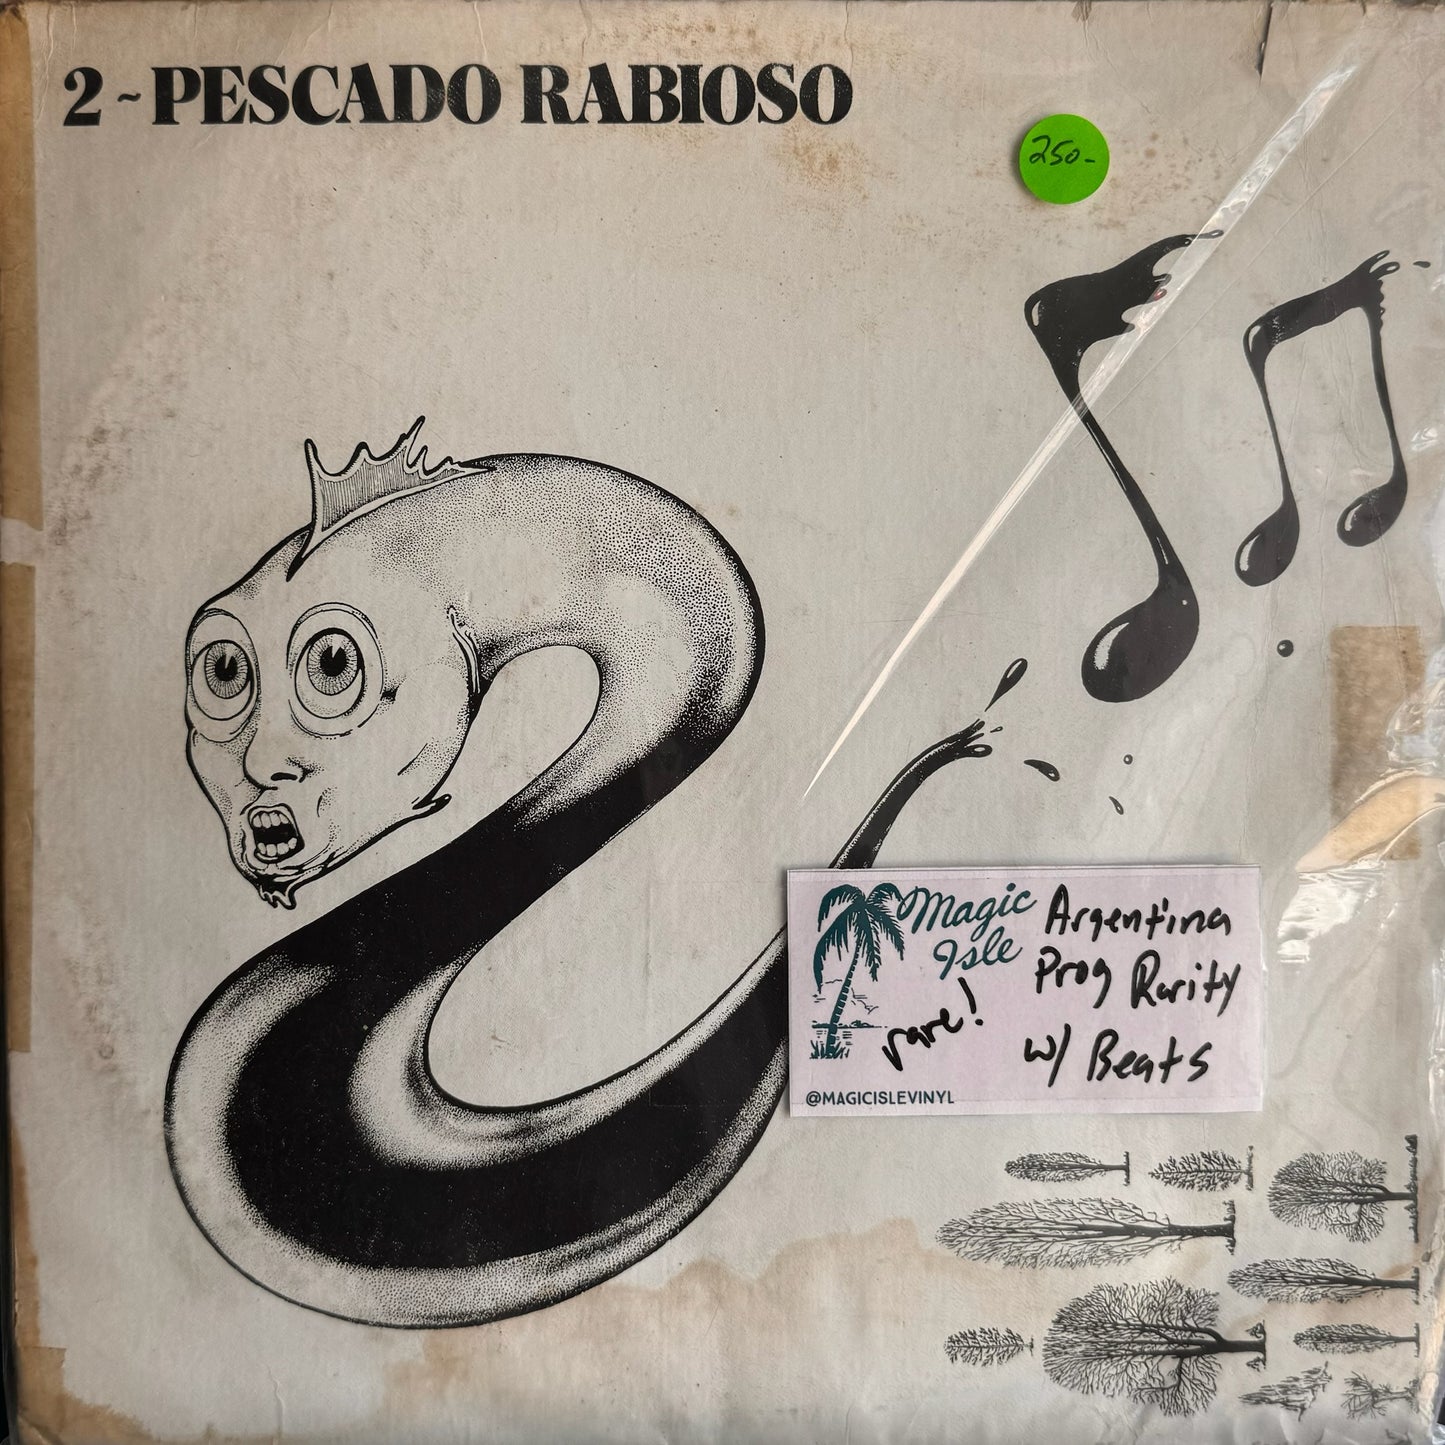 2 ~ PESCADO RABIOSO
250-
Magic
Isle
rare!
Argentina
Prog Rarity
w/ Beats
@MAGICISLEVINYL